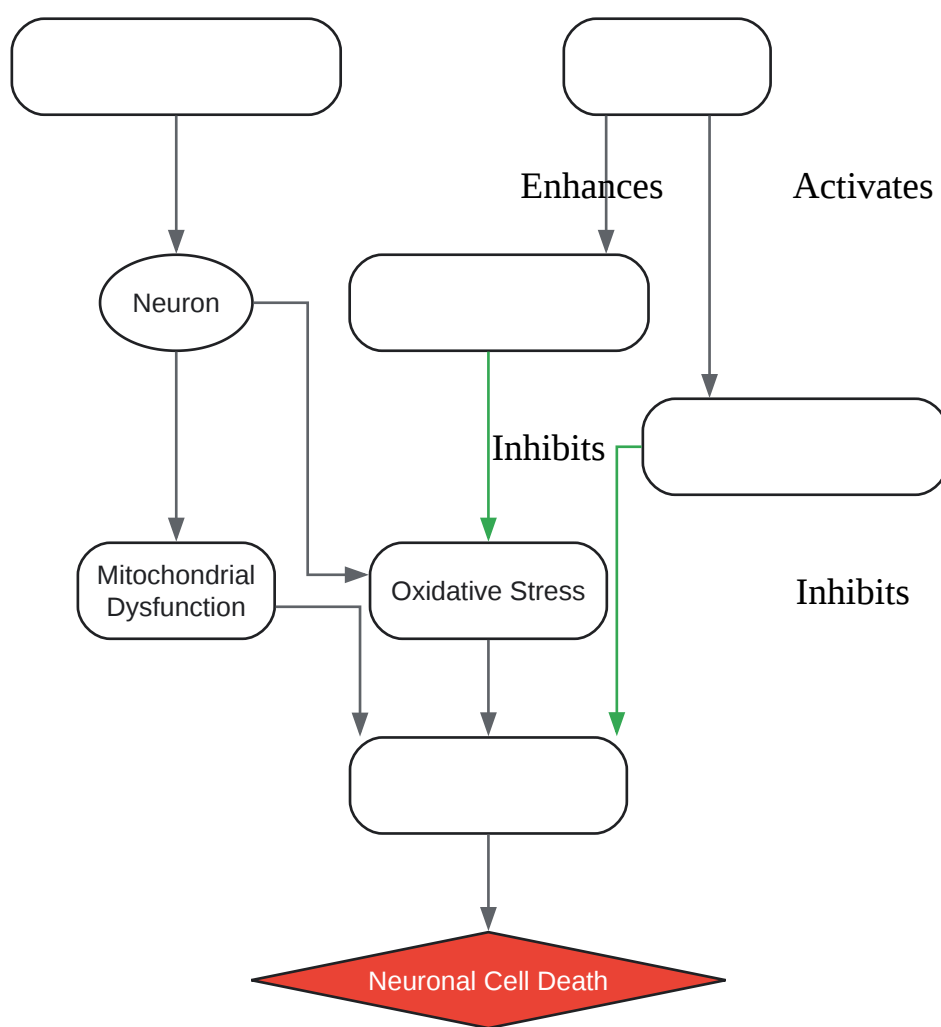 Enhances
Activates
Neuron
Inhibits
Mitochondrial
Dysfunction
Oxidative Stress
Inhibits
Neuronal Cell Death